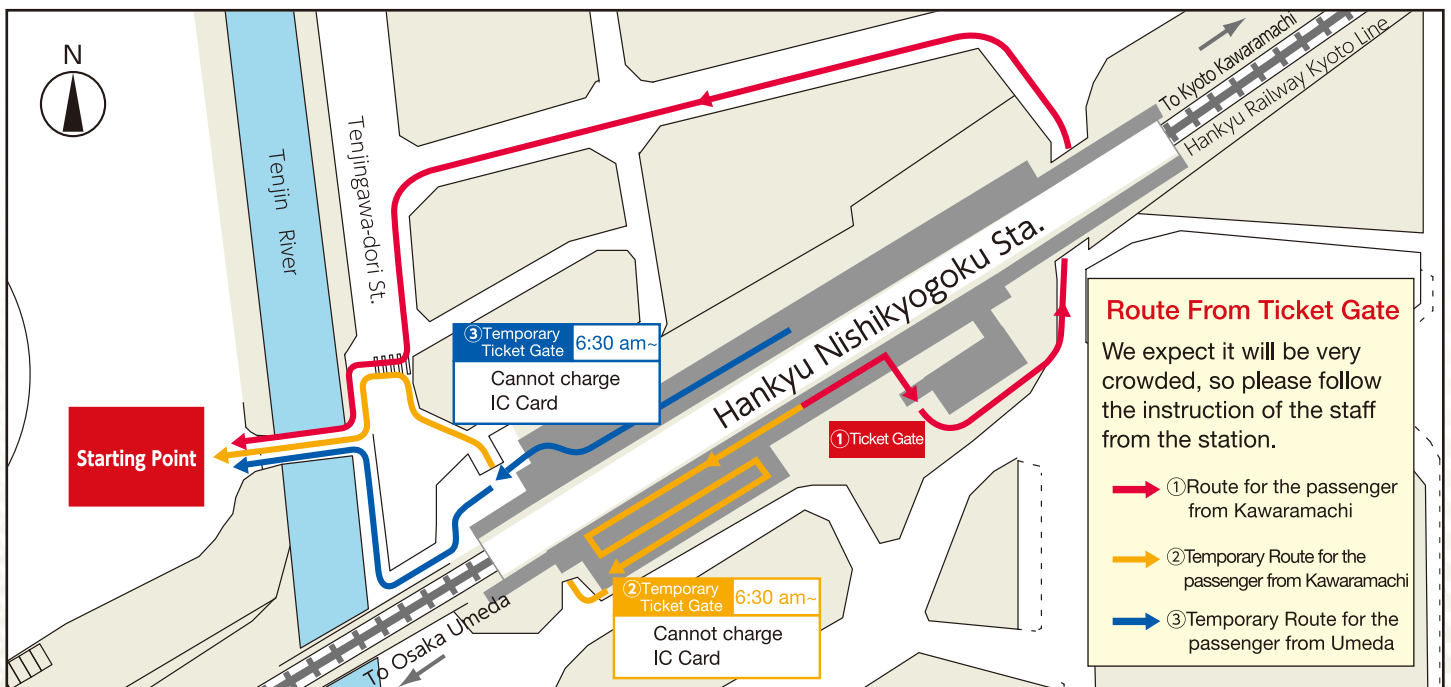 N
Tenjin River
Tenjingawa-dori St.
To Kyoto Kawaramachi
Hankyu Railway Kyoto Line
Hankyu Nishikyogoku Sta.
③Temporary
Ticket Gate
6:30 am~
Cannot charge
IC Card
①Ticket Gate
Starting Point
②Temporary
Ticket Gate
6:30 am~
Cannot charge
IC Card
To Osaka Umeda
Route From Ticket Gate
We expect it will be very
crowded, so please follow
the instruction of the staff
from the station.
①Route for the passenger
from Kawaramachi
②Temporary Route for the
passenger from Kawaramachi
③Temporary Route for the
passenger from Umeda